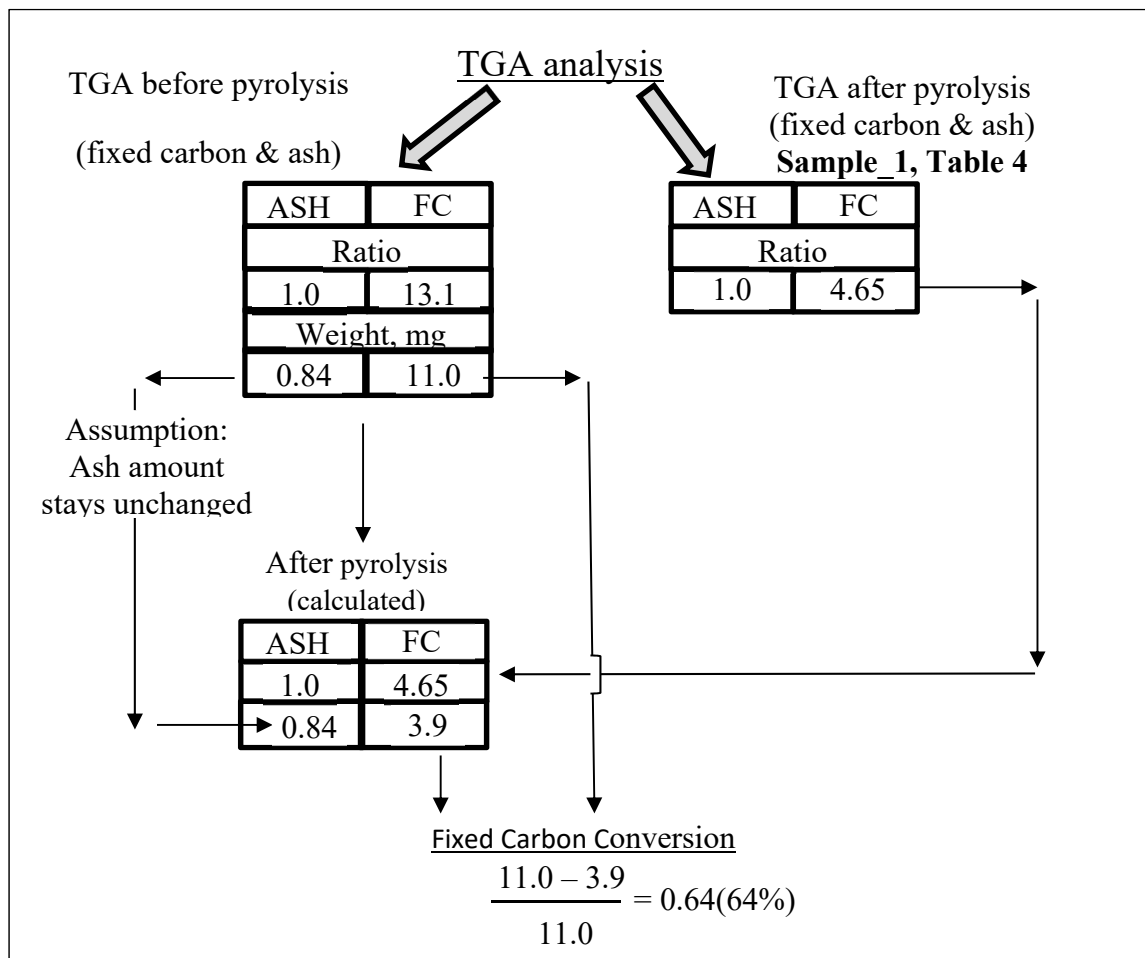 TGA analysis
TGA before pyrolysis
(fixed carbon & ash)
ASH FC
Ratio
1.0 13.1
Weight, mg
0.84 11.0
TGA after pyrolysis
(fixed carbon & ash)
Sample_1, Table 4
ASH FC
Ratio
1.0 4.65
Assumption:
Ash amount
stays unchanged
After pyrolysis
(calculated)
ASH FC
1.0 4.65
0.84 3.9
Fixed Carbon Conversion
11.0 – 3.9
= 0.64(64%)
11.0